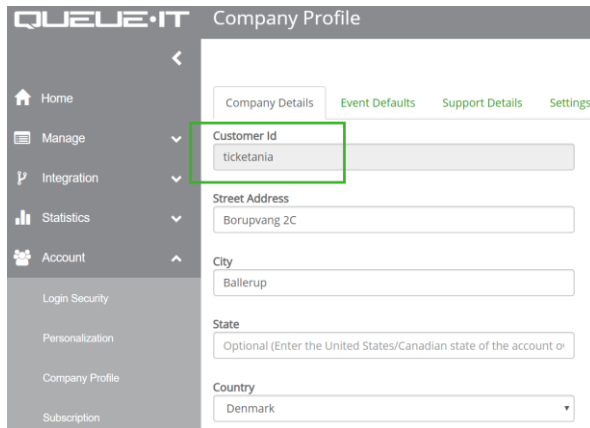 QUEUE•IT
Company Profile
Home
Manage
Integration
Statistics
Account
Login Security
Personalization
Company Profile
Subscription
Company Details Event Defaults Support Details Settings
Customer Id
ticketania
Street Address
Borupvang 2C
City
Ballerup
State
Optional (Enter the United States/Canadian state of the account
Country
Denmark